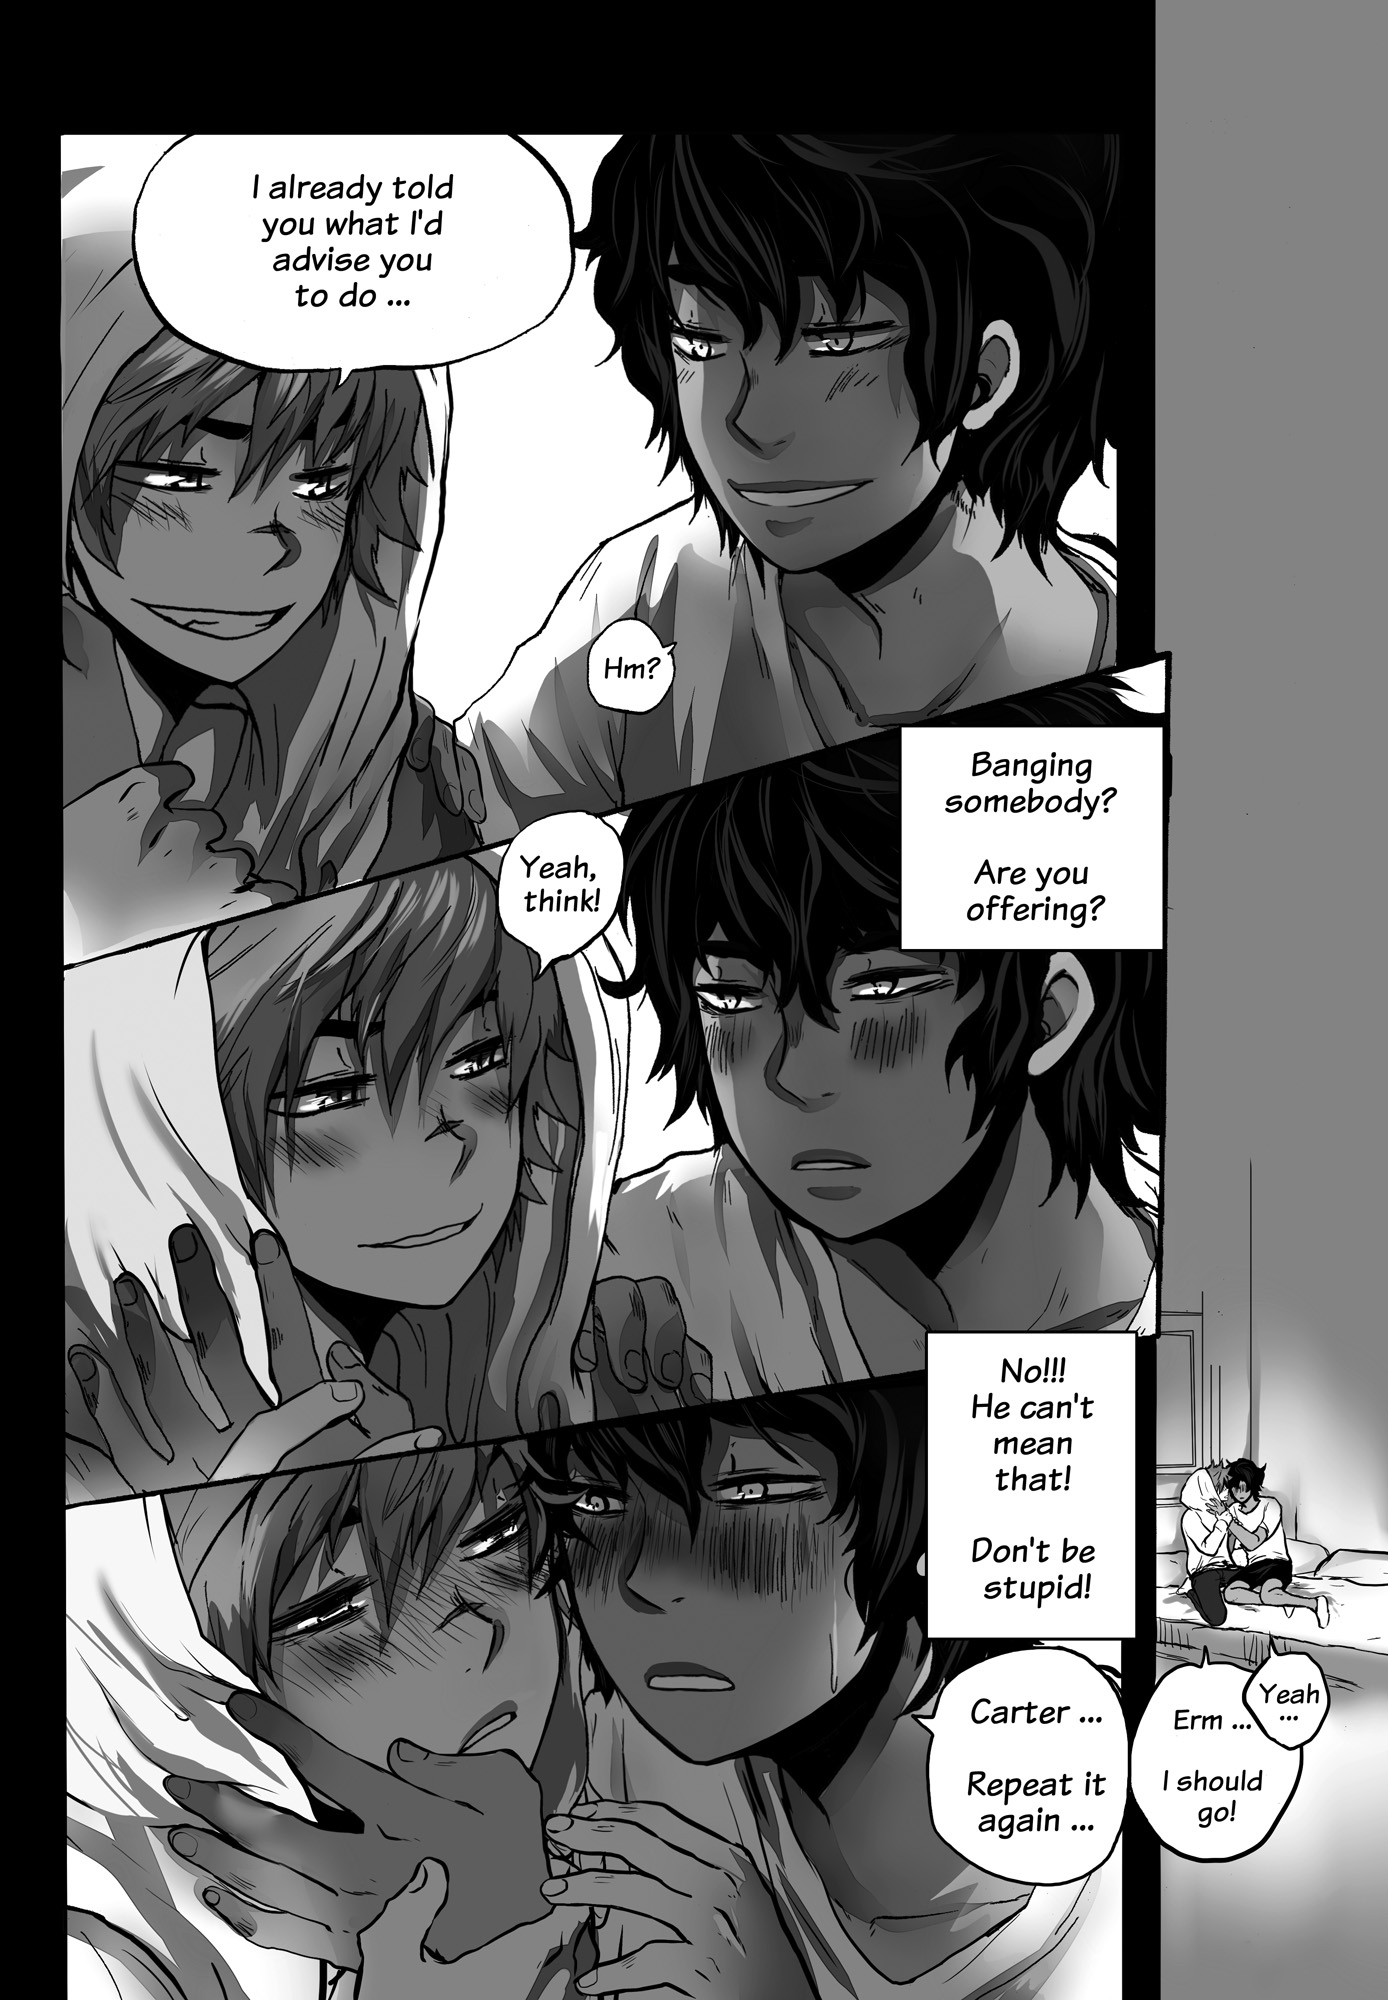 I already told
you what I'd
advise you
to do ...
Hm?
Banging
somebody?
Are you
offering?
Yeah,
think!
No!!!
He can't
mean
that!
Don't be
stupid!
Carter ...
Repeat it
again ...
Erm ...
I should
go!
Yeah
...